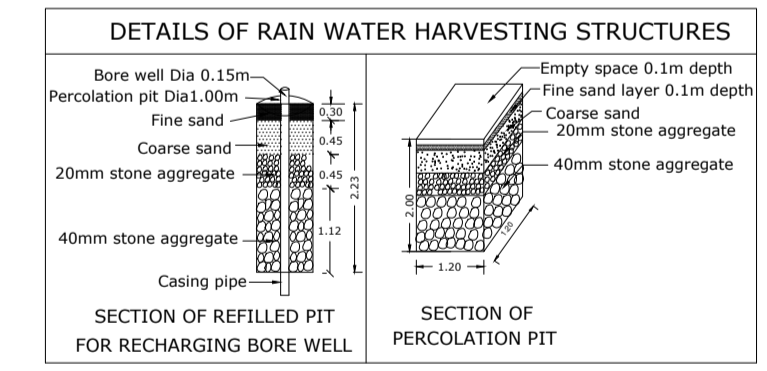 DETAILS OF RAIN WATER HARVESTING STRUCTURES
Bore well Dia 0.15m
Percolation pit Dia1.00m
Fine sand
Coarse sand
20mm stone aggregate
40mm stone aggregate
Casing pipe
0.30
0.45
0.45
1.12
2.23
SECTION OF REFILLED PIT
FOR RECHARGING BORE WELL
Empty space 0.1m depth
Fine sand layer 0.1m depth
Coarse sand
20mm stone aggregate
40mm stone aggregate
2.00
1.20
1.20
SECTION OF
PERCOLATION PIT